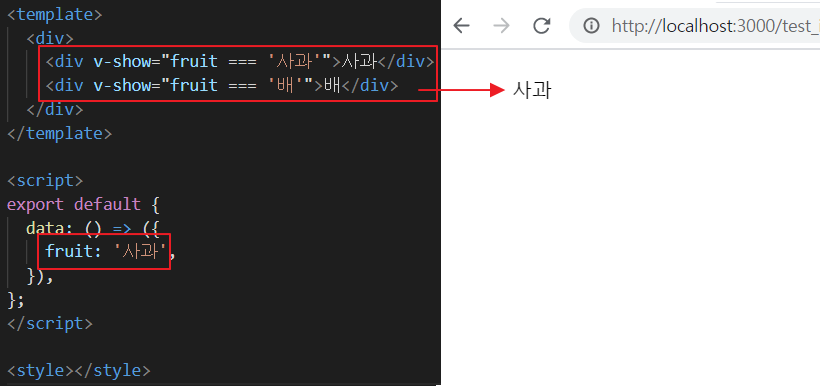 <template>
<div>
<div v-show="fruit === '사과'">사과</div>
<div v-show="fruit === '배'">배</div>
</div>
</template>
<script>
export default {
data: () => ({
fruit: '사과',
}),
};
</script>
<style></style>
http://localhost:3000/test_
사과